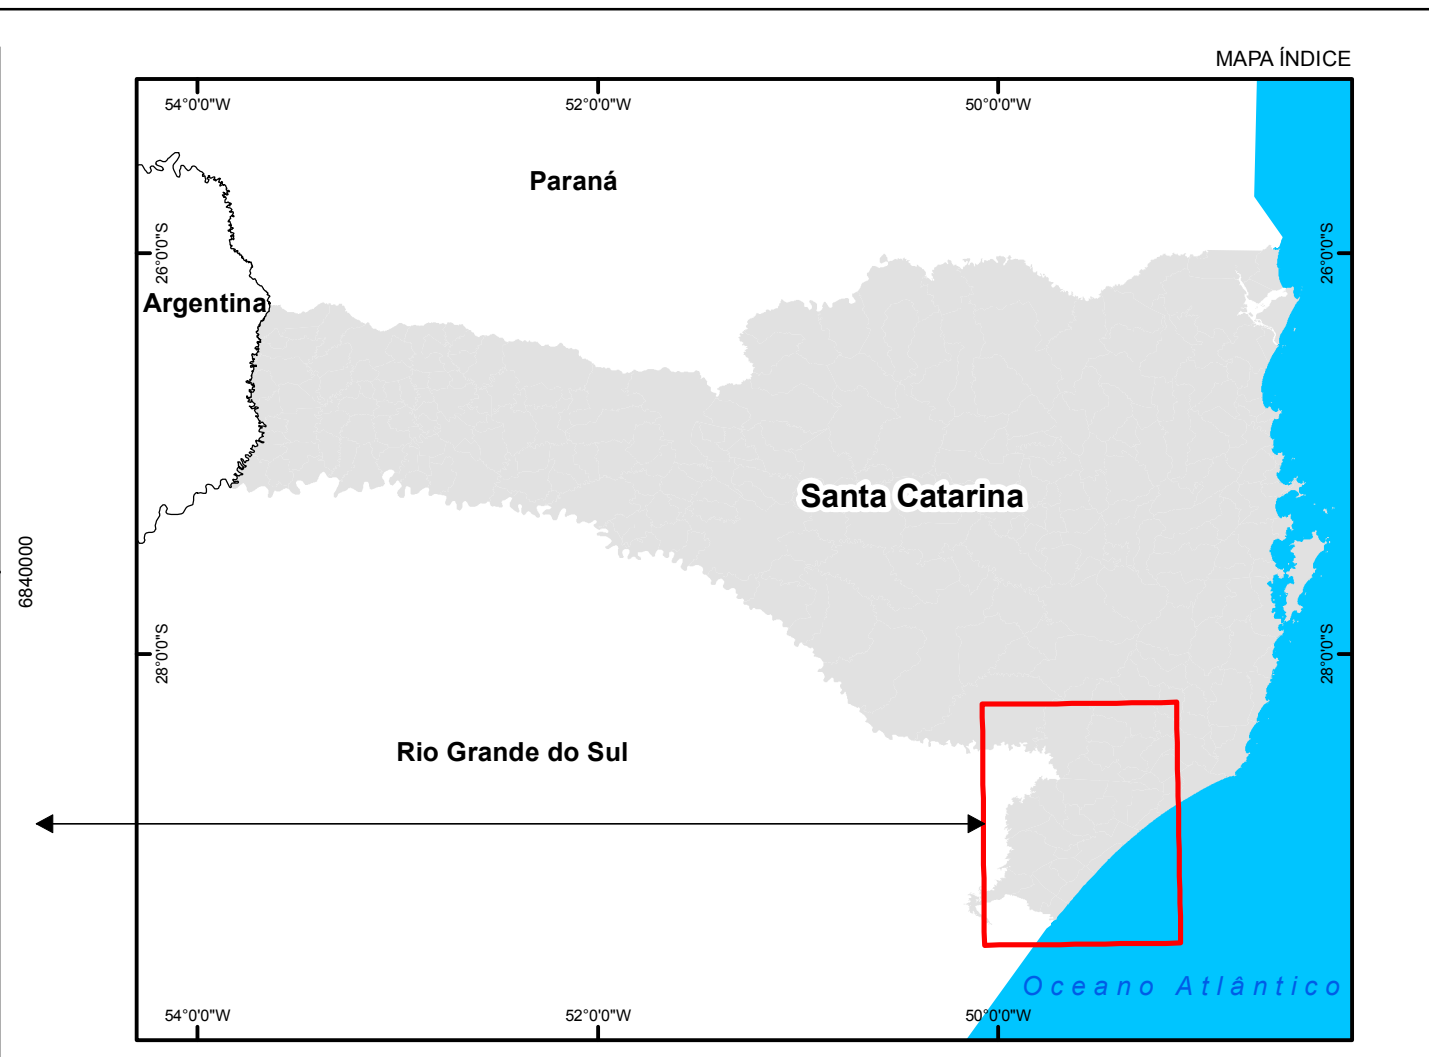 MAPA ÍNDICE
54°0'0"W
52°0'0"W
50°0'0"W
Paraná
26°0'0"S
26°0'0"S
Argentina
Santa Catarina
6840000
28°0'0"S
28°0'0"S
Rio Grande do Sul
Oceano Atlântico
54°0'0"W
52°0'0"W
50°0'0"W